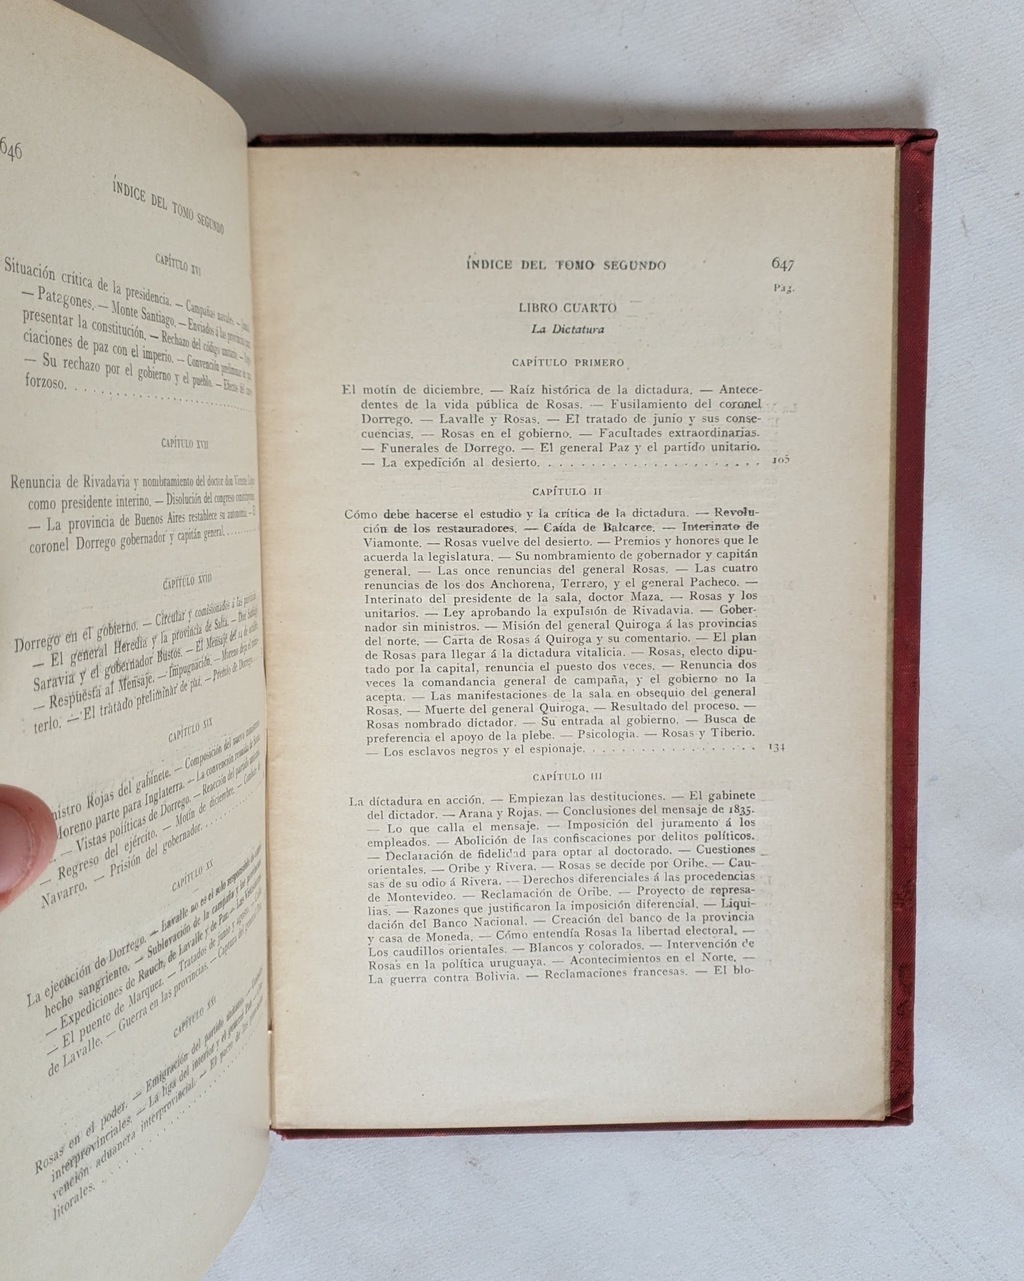 646
ÍNDICE DEL TOMO SEGUNDO
CAPÍTULO XVI
Situación crítica de la presidencia. — Campañas navales. —
— Patagones. — Monte Santiago. — Enviados á las provincias
presentar la constitución. — Rechazo del código unitario. —
ciaciones de paz con el imperio. — Convención preliminar
— Su rechazo por el gobierno y el pueblo. — Efectos del
forzoso. . . . . . . . . . . . . . . . . .
CAPÍTULO XVII
Renuncia de Rivadavia y nombramiento del doctor don Vicente
como presidente interino. — Disolución del congreso
— La provincia de Buenos Aires restablece su autonomía. — El
coronel Dorrego gobernador y capitán general. . . . .
CAPÍTULO XVIII
Dorrego en el gobierno. — Circular y comisionados á las
— El general Heredia y la provincia de Salta. —
Saravia y el gobernador Bustos. — El Mensaje del 14 de
— Respuesta al Mensaje. — Impugnación. — Moreno deja el
terio. — El tratado preliminar de paz. —
CAPÍTULO XIX
nistro Rojas del gabinete. — Composición del nuevo
Moreno parte para Inglaterra. — La convención
— Vistas políticas de Dorrego. — Reacción del partido
— Regreso del ejército. — Motín de diciembre. —
Navarro. — Prisión del gobernador. . . . . .
CAPÍTULO XX
La ejecución de Dorrego. — Lavalle no es el solo responsable
hecho sangriento. — Sublevación de la campaña y
— Expediciones de Rauch, de Lavalle y de Paz. —
— El puente de Marquez. — Tratados de junio y
de Lavalle. — Guerra en las provincias. —
CAPÍTULO XXI
Rosas en el poder. — Emigración del partido unitario. —
interprovinciales. — La liga del interior y el general Paz.
vención aduanera interprovincial. — El pacto de los
litorales. . . . . . .
ÍNDICE DEL TOMO SEGUNDO 647
Pag.
LIBRO CUARTO
La Dictatura
CAPÍTULO PRIMERO
El motín de diciembre. — Raíz histórica de la dictadura. — Antece-
dentes de la vida pública de Rosas. — Fusilamiento del coronel
Dorrego. — Lavalle y Rosas. — El tratado de junio y sus conse-
cuencias. — Rosas en el gobierno. — Facultades extraordinarias.
— Funerales de Dorrego. — El general Paz y el partido unitario.
— La expedición al desierto. . . . . . . . . . . . . . . . . . . . 105
CAPÍTULO II
Cómo debe hacerse el estudio y la crítica de la dictadura. — Revolu-
ción de los restauradores. — Caída de Balcarce. — Interinato de
Viamonte. — Rosas vuelve del desierto. — Premios y honores que le
acuerda la legislatura. — Su nombramiento de gobernador y capitán
general. — Las once renuncias del general Rosas. — Las cuatro
renuncias de los dos Anchorena, Terrero, y el general Pacheco. —
Interinato del presidente de la sala, doctor Maza. — Rosas y los
unitarios. — Ley aprobando la expulsión de Rivadavia. — Gober-
nador sin ministros. — Misión del general Quiroga á las provincias
del norte. — Carta de Rosas á Quiroga y su comentario. — El plan
de Rosas para llegar á la dictadura vitalicia. — Rosas, electo dipu-
tado por la capital, renuncia el puesto dos veces. — Renuncia dos
veces la comandancia general de campaña, y el gobierno no la
acepta. — Las manifestaciones de la sala en obsequio del general
Rosas. — Muerte del general Quiroga. — Resultado del proceso. —
Rosas nombrado dictador. — Su entrada al gobierno. — Busca de
preferencia el apoyo de la plebe. — Psicologia. — Rosas y Tiberio.
— Los esclavos negros y el espionaje. . . . . . . . . . . . . . . . 134
CAPÍTULO III
La dictadura en acción. — Empiezan las destituciones. — El gabinete
del dictador. — Arana y Rojas. — Conclusiones del mensaje de 1835.
— Lo que calla el mensaje. — Imposición del juramento á los
empleados. — Abolición de las confiscaciones por delitos políticos.
— Declaración de fidelidad para optar al doctorado. — Cuestiones
orientales. — Oribe y Rivera. — Rosas se decide por Oribe. — Cau-
sas de su odio á Rivera. — Derechos diferenciales á las procedencias
de Montevideo. — Reclamación de Oribe. — Proyecto de represa-
lias. — Razones que justificaron la imposición diferencial. — Liqui-
dación del Banco Nacional. — Creación del banco de la provincia
y casa de Moneda. — Cómo entendía Rosas la libertad electoral. —
Los caudillos orientales. — Blancos y colorados. — Intervención de
Rosas en la política uruguaya. — Acontecimientos en el Norte. —
La guerra contra Bolivia. — Reclamaciones francesas. — El blo-